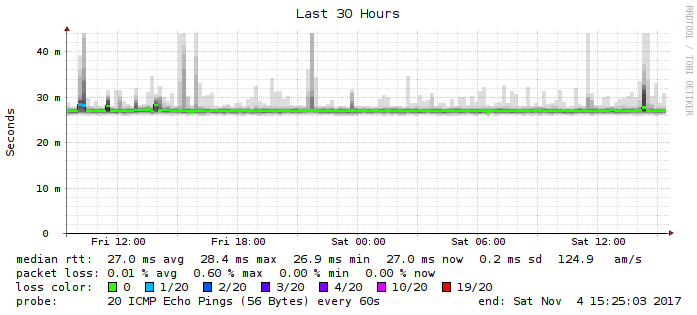 Last 30 Hours
RRDTOOL / TOBI OETIKER
Seconds
40 m
30 m
20 m
10 m
0
Fri 12:00 Fri 18:00 Sat 00:00 Sat 06:00 Sat 12:00
median rtt: 27.0 ms avg 28.4 ms max 26.9 ms min 27.0 ms now 0.2 ms sd 124.9 am/s
packet loss: 0.01 % avg 0.60 % max 0.00 % min 0.00 % now
loss color: 0 1/20 2/20 3/20 4/20 10/20 19/20
probe: 20 ICMP Echo Pings (56 Bytes) every 60s end: Sat Nov 4 15:25:03 2017